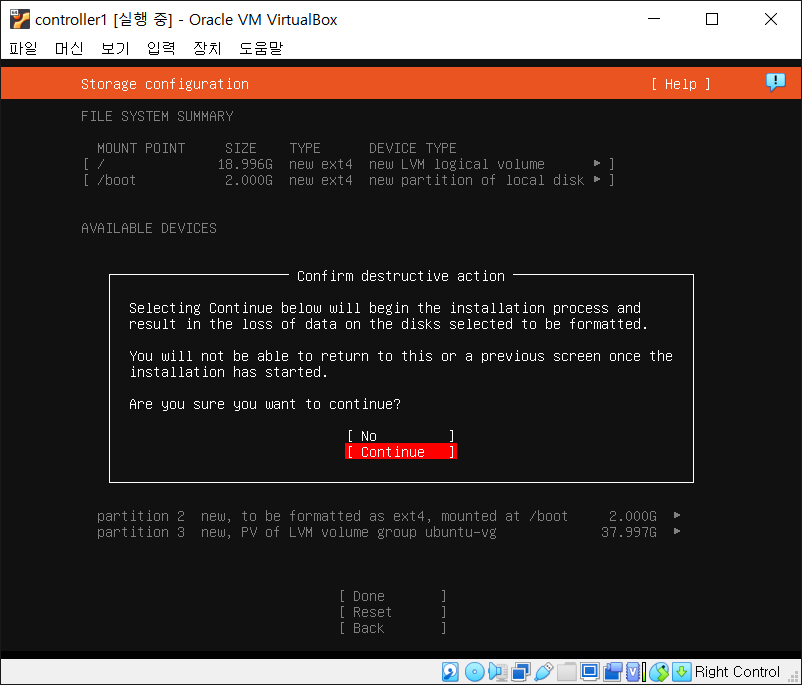 controller1 [실행 중] - Oracle VM VirtualBox
파일 머신 보기 입력 장치 도움말
Storage configuration [ Help ]
FILE SYSTEM SUMMARY
MOUNT POINT SIZE TYPE DEVICE TYPE
[ / 18.996G new ext4 new LVM logical volume ▸ ]
[ /boot 2.000G new ext4 new partition of local disk ▸ ]
AVAILABLE DEVICES
Confirm destructive action
Selecting Continue below will begin the installation process and
result in the loss of data on the disks selected to be formatted.
You will not be able to return to this or a previous screen once the
installation has started.
Are you sure you want to continue?
[ No ]
[ Continue ]
partition 2 new, to be formatted as ext4, mounted at /boot 2.000G ▸
partition 3 new, PV of LVM volume group ubuntu-vg 37.997G ▸
[ Done ]
[ Reset ]
[ Back ]
Right Control